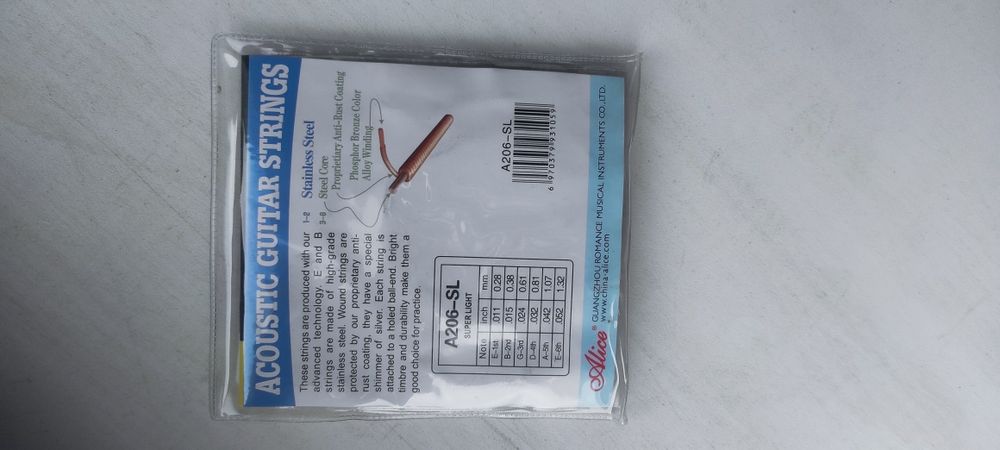 ACOUSTIC GUITAR STRINGS
These strings are produced with our
advanced technology. E and B
strings are made of high-grade
stainless steel. Wound strings are
protected by our proprietary anti-
rust coating, they have a special
shimmer of silver. Each string is
attached to a holed ball-end. Bright
timbre and durability make them a
good choice for practice.
1-2 Stainless Steel
3-6 Steel Core
Proprietary Anti-Rust Coating
Phosphor Bronze Color
Alloy Winding
A206-SL
SUPER LIGHT
Note inch mm
E-1st .011 0.28
B-2nd .015 0.38
G-3rd .024 0.61
D-4th .032 0.81
A-5th .042 1.07
E-6th .052 1.32
A206-SL
6 970379 931059
Alice®
GUANGZHOU ROMANCE MUSICAL INSTRUMENTS CO.,LTD.
www.china-alice.com